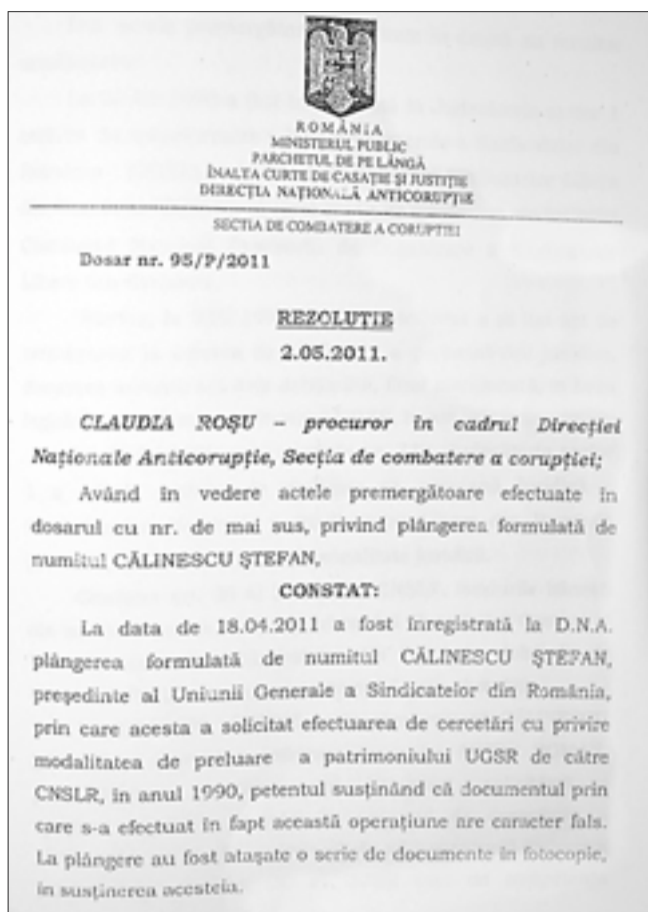 ROMÂNIA
MINISTERUL PUBLIC
PARCHETUL DE PE LÂNGĂ
ÎNALTA CURTE DE CASAȚIE ȘI JUSTIȚIE
DIRECȚIA NAȚIONALĂ ANTICORUPȚIE
SECTIA DE COMBATERE A CORUPTIEI
Dosar nr. 95/P/2011
REZOLUȚIE
2.05.2011.
CLAUDIA ROȘU – procuror în cadrul Direcției
Naționale Anticorupție, Secția de combatere a corupției;
Având în vedere actele premergătoare efectuate în
dosarul cu nr. de mai sus, privind plângerea formulată de
numitul CĂLINESCU ȘTEFAN,
CONSTAT:
La data de 18.04.2011 a fost înregistrată la D.N.A.
plângerea formulată de numitul CĂLINESCU ȘTEFAN,
președinte al Uniunii Generale a Sindicatelor din România,
prin care acesta a solicitat efectuarea de cercetări cu privire
modalitatea de preluare a patrimoniului UGSR de către
CNSLR, în anul 1990, petentul susținând că documentul prin
care s-a efectuat în fapt această operațiune are caracter fals.
La plângere au fost atașate o serie de documente în fotocopie,
în susținerea acesteia.